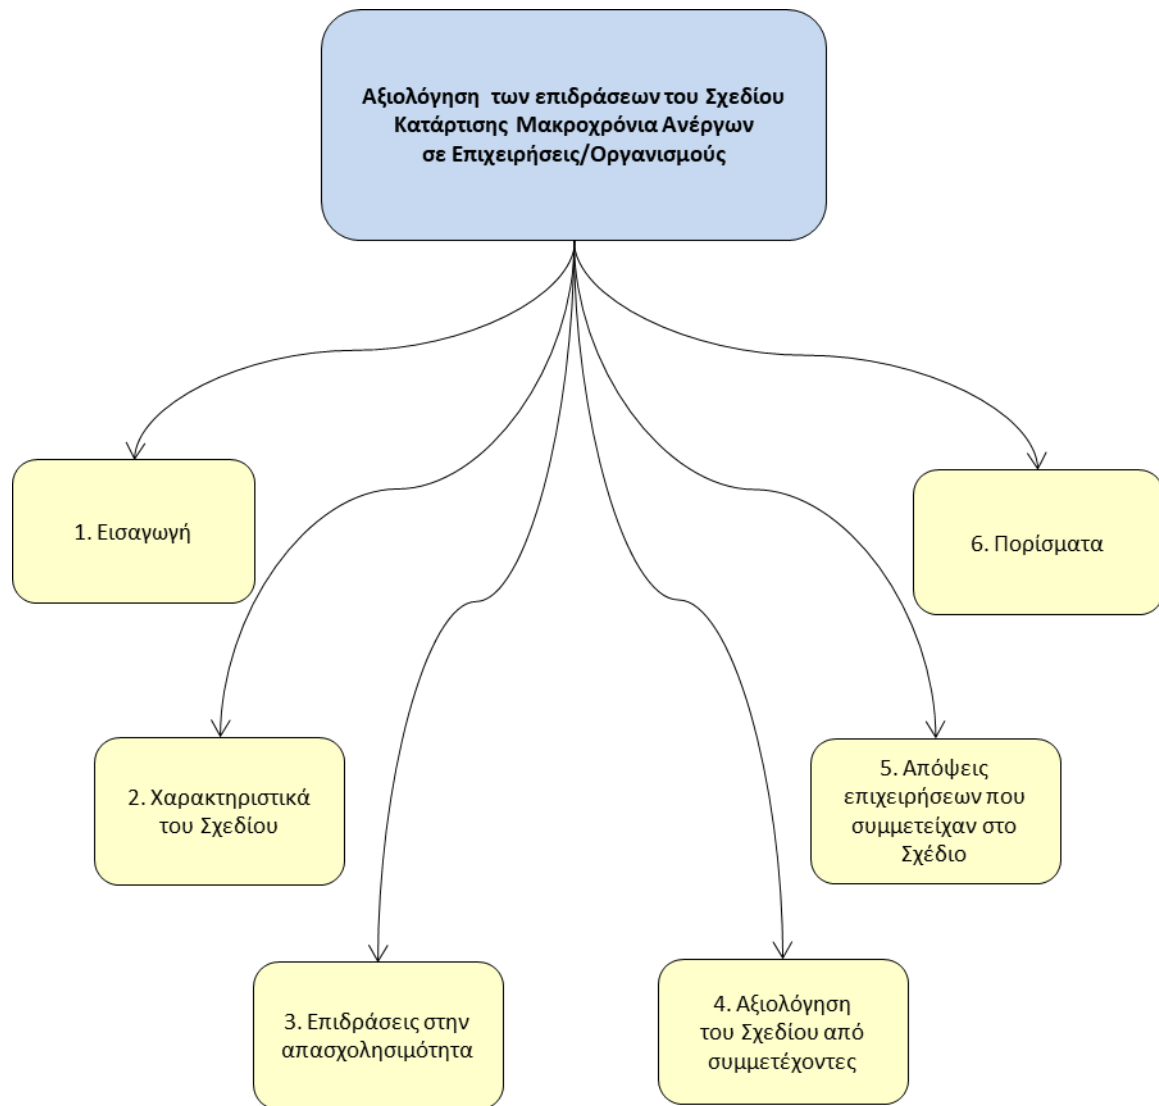 Αξιολόγηση των επιδράσεων του Σχεδίου
Κατάρτισης Μακροχρόνια Ανέργων
σε Επιχειρήσεις/Οργανισμούς
1. Εισαγωγή
2. Χαρακτηριστικά
του Σχεδίου
3. Επιδράσεις στην
απασχολησιμότητα
4. Αξιολόγηση
του Σχεδίου από
συμμετέχοντες
5. Απόψεις
επιχειρήσεων που
συμμετείχαν στο
Σχέδιο
6. Πορίσματα